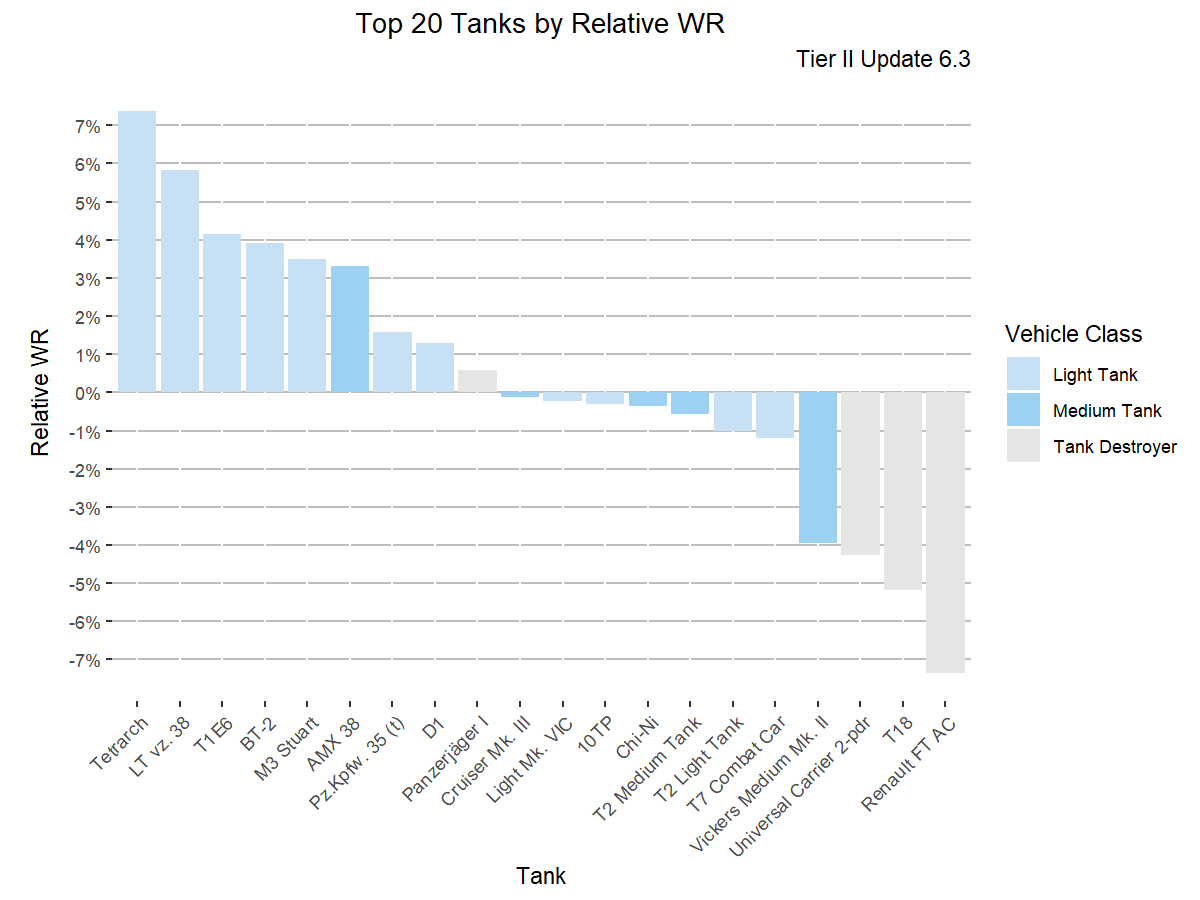 Top 20 Tanks by Relative WR
Tier II Update 6.3
7%
6%
5%
4%
3%
2%
1%
0%
-1%
-2%
-3%
-4%
-5%
-6%
-7%
Relative WR
Tetrarch
LT vz. 38
T1E6
BT-2
M3 Stuart
AMX 38
Pz.Kpfw. 35 (t)
D1
Panzerjäger I
Cruiser Mk. III
Light Mk. VIC
10TP
Chi-Ni
T2 Medium Tank
T2 Light Tank
T7 Combat Car
Vickers Medium Mk. II
Universal Carrier 2-pdr
T18
Renault FT AC
Tank
Vehicle Class
Light Tank
Medium Tank
Tank Destroyer